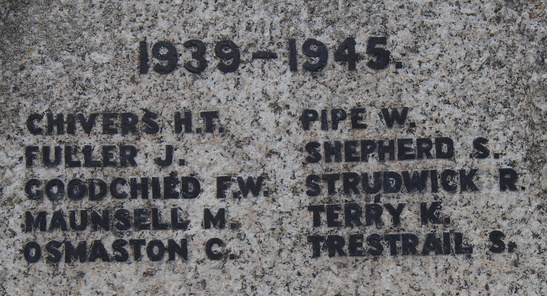 1939-1945.
CHIVERS H.T.
FULLER J.
GOODCHIED F.W.
MAUNSELL M.
OSMASTON C.
PIPE W.
SHEPHERD S.
STRUDWICK R.
TERRY K.
TRESTRAIL S.